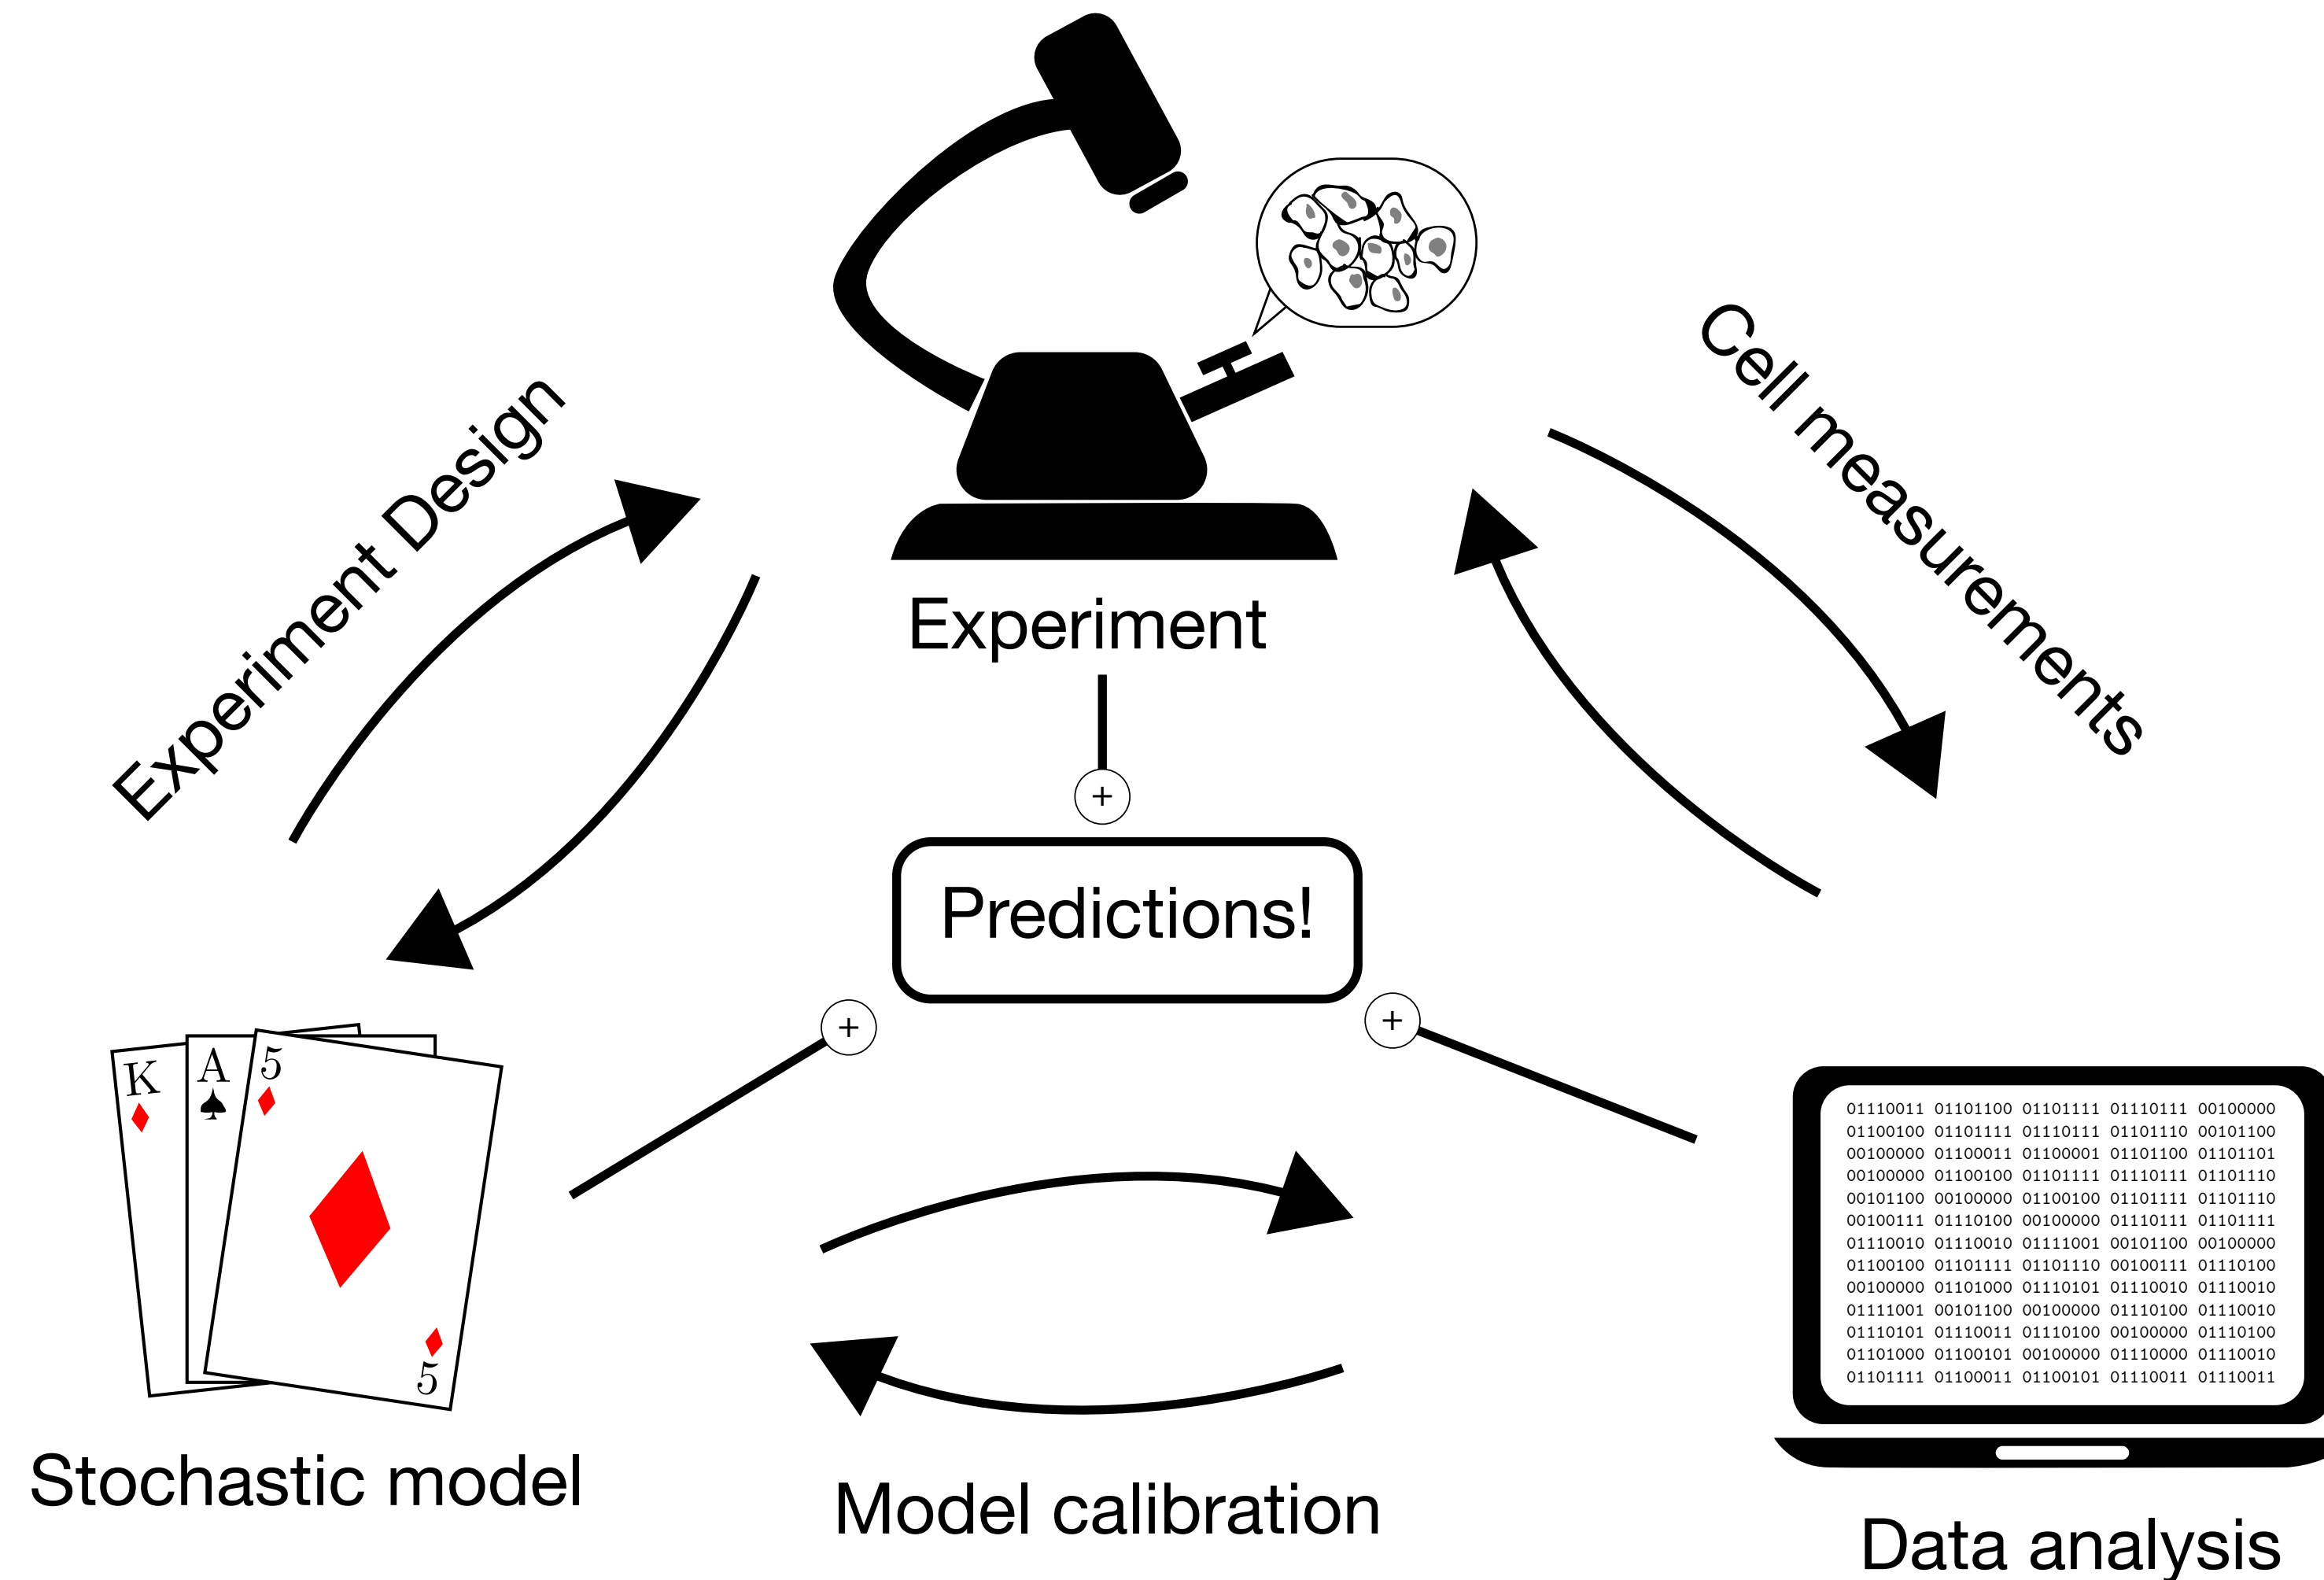 Experiment Design
Cell measurements
Experiment
+
Predictions!
+
+
K
A
5
5
01110011 01101100 01101111 01110111 00100000
01100100 01101111 01110111 01101110 00101100
00100000 01100011 01100001 01101100 01101101
00100000 01100100 01101111 01110111 01101110
00101100 00100000 01100100 01101111 01101110
00100111 01110100 00100000 01110111 01101111
01110010 01110010 01111001 00101100 00100000
01100100 01101111 01101110 00100111 01110100
00100000 01101000 01110101 01110010 01110010
01111001 00101100 00100000 01110100 01110010
01110101 01110011 01110100 00100000 01110100
01101000 01100101 00100000 01110000 01110010
01101111 01100011 01100101 01110011 01110011
Stochastic model
Model calibration
Data analysis